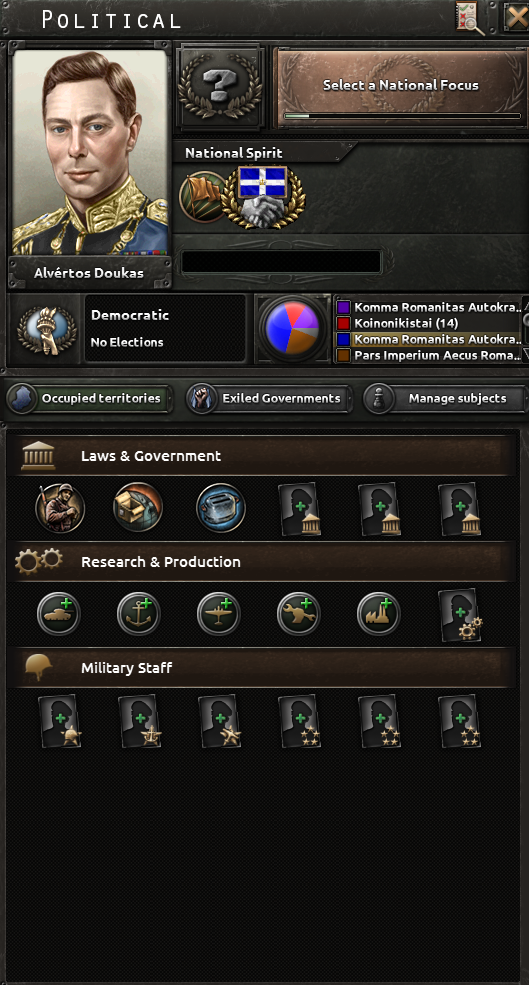 POLITICAL
Select a National Focus
National Spirit
Alvértos Doukas
Democratic
No Elections
Komma Romanitas Autokra..
Koinonikistai (14)
Komma Romanitas Autokra..
Pars Imperium Aecus Roma...
Occupied territories
Exiled Governments
Manage subjects
Laws & Government
Research & Production
Military Staff